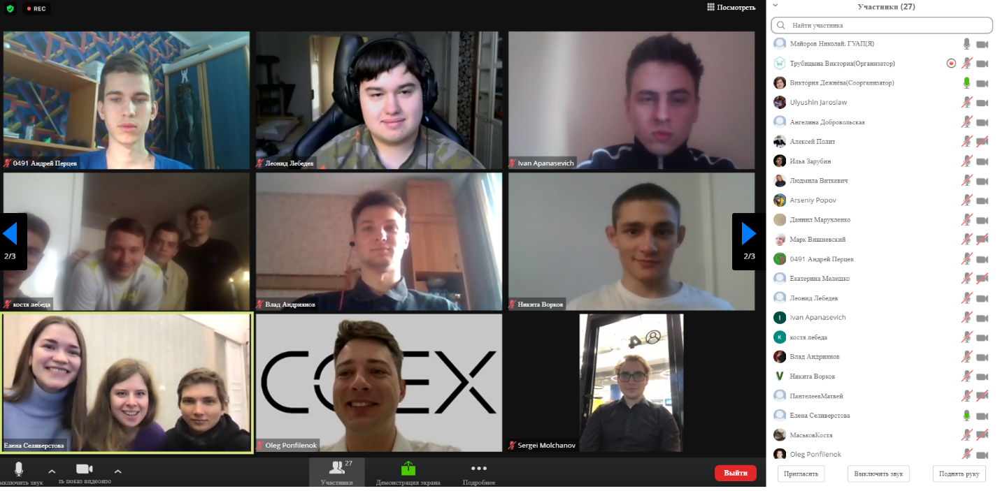 REC
Посмотреть
0491 Андрей Перцев
Леонид Лебедев
Ivan Apanasevich
2/3
2/3
костя лебеда
Влад Андриянов
Никита Ворков
4
COEX
Елена Селиверстова
Oleg Ponfilenok
Sergei Molchanov
ыключить звук
ть показ видеоизо
27
Участники
Демонстрация экрана
Подробнее
Выйти
Участники (27)
Найти участника
Майоров Николай. ГУАП(Я)
Трубицына Виктория(Организатор)
Виктория Дежнёва(Соорганизатор)
Ulyushin Jaroslaw
Ангелина Добровольская
Алексей Полит
Илья Зарубин
Людмила Виткевич
Arseniy Popov
Даниил Марухленко
Марк Вишневский
0491 Андрей Перцев
Екатерина Мелешко
Леонид Лебедев
I Ivan Apanasevich
К костя лебеда
Влад Андриянов
V Никита Ворков
ПантелеевМатвей
Елена Селиверстова
МаськовКостя
Oleg Ponfilenok
Пригласить
Выключить звук
Поднять руку